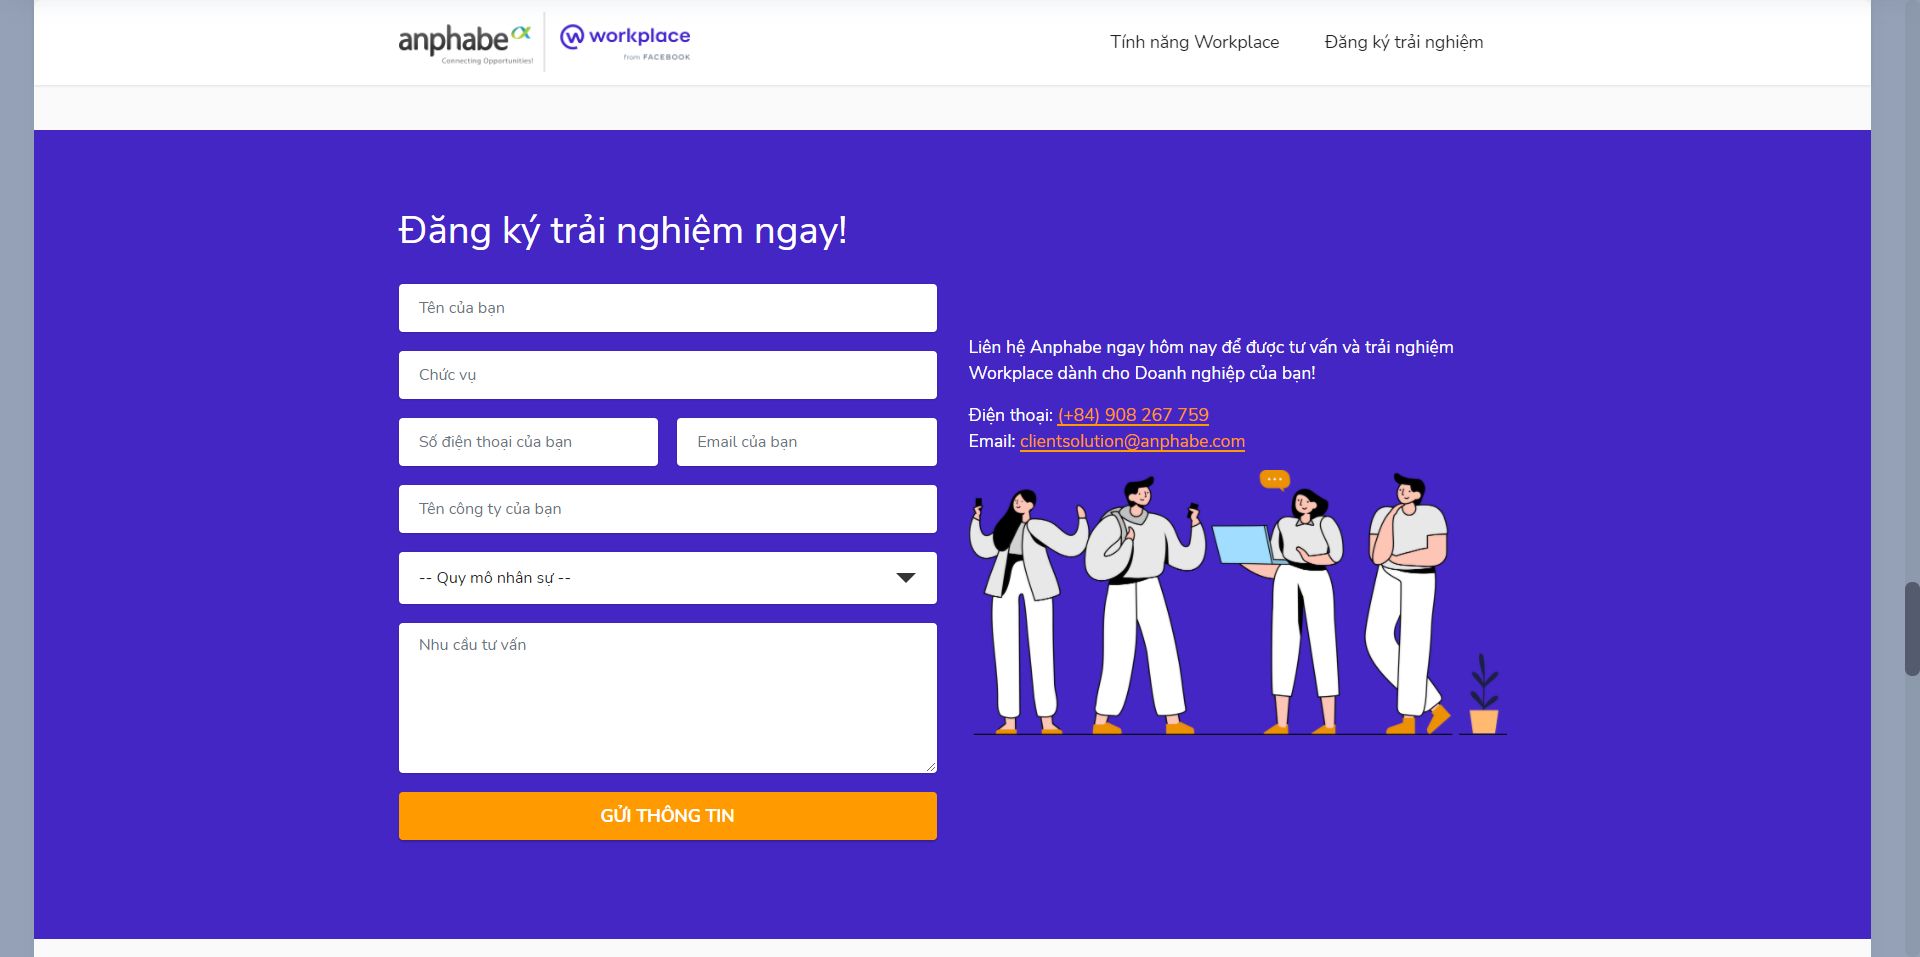 anphabe
Connecting Opportunities!
workplace
from FACEBOOK
Tính năng Workplace
Đăng ký trải nghiệm
Đăng ký trải nghiệm ngay!
Tên của bạn
Chức vụ
Số điện thoại của bạn
Email của bạn
Tên công ty của bạn
-- Quy mô nhân sự --
Nhu cầu tư vấn
GỬI THÔNG TIN
Liên hệ Anphabe ngay hôm nay để được tư vấn và trải nghiệm
Workplace dành cho Doanh nghiệp của bạn!
Điện thoại: (+84) 908 267 759
Email: clientsolution@anphabe.com